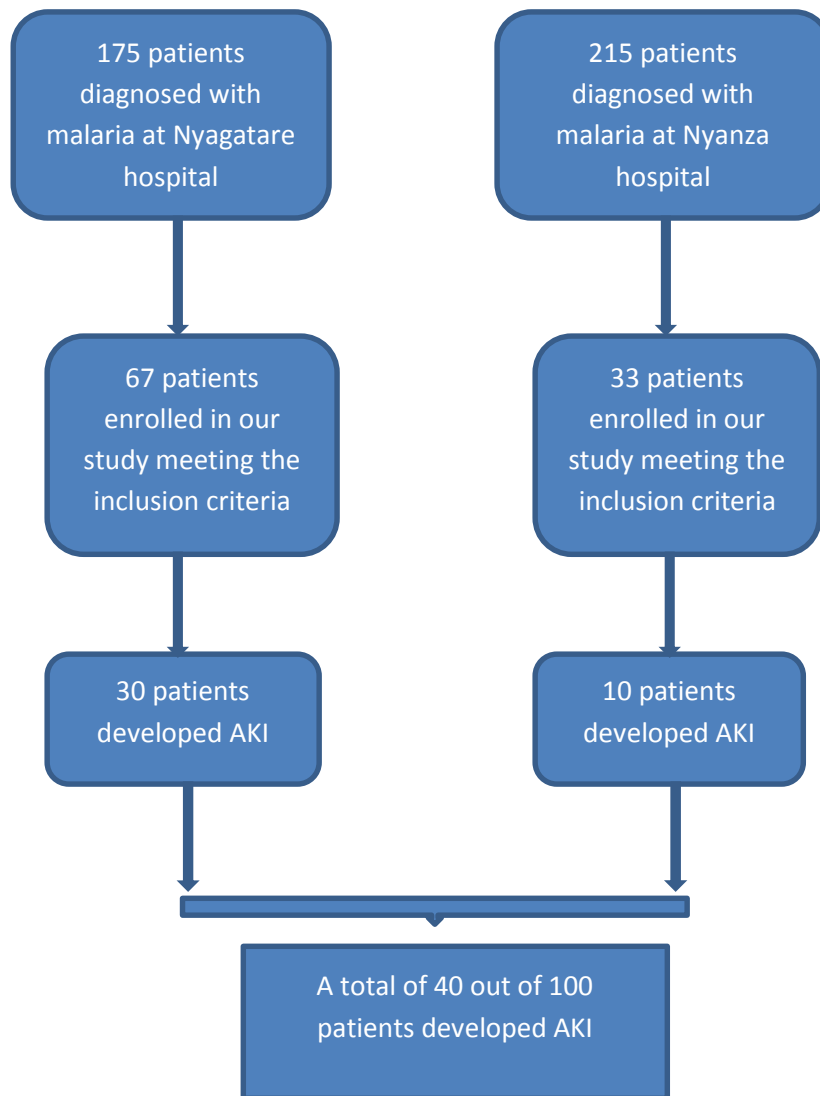 175 patients
diagnosed with
malaria at Nyagatare
hospital
215 patients
diagnosed with
malaria at Nyanza
hospital
67 patients
enrolled in our
study meeting the
inclusion criteria
33 patients
enrolled in our
study meeting the
inclusion criteria
30 patients
developed AKI
10 patients
developed AKI
A total of 40 out of 100
patients developed AKI